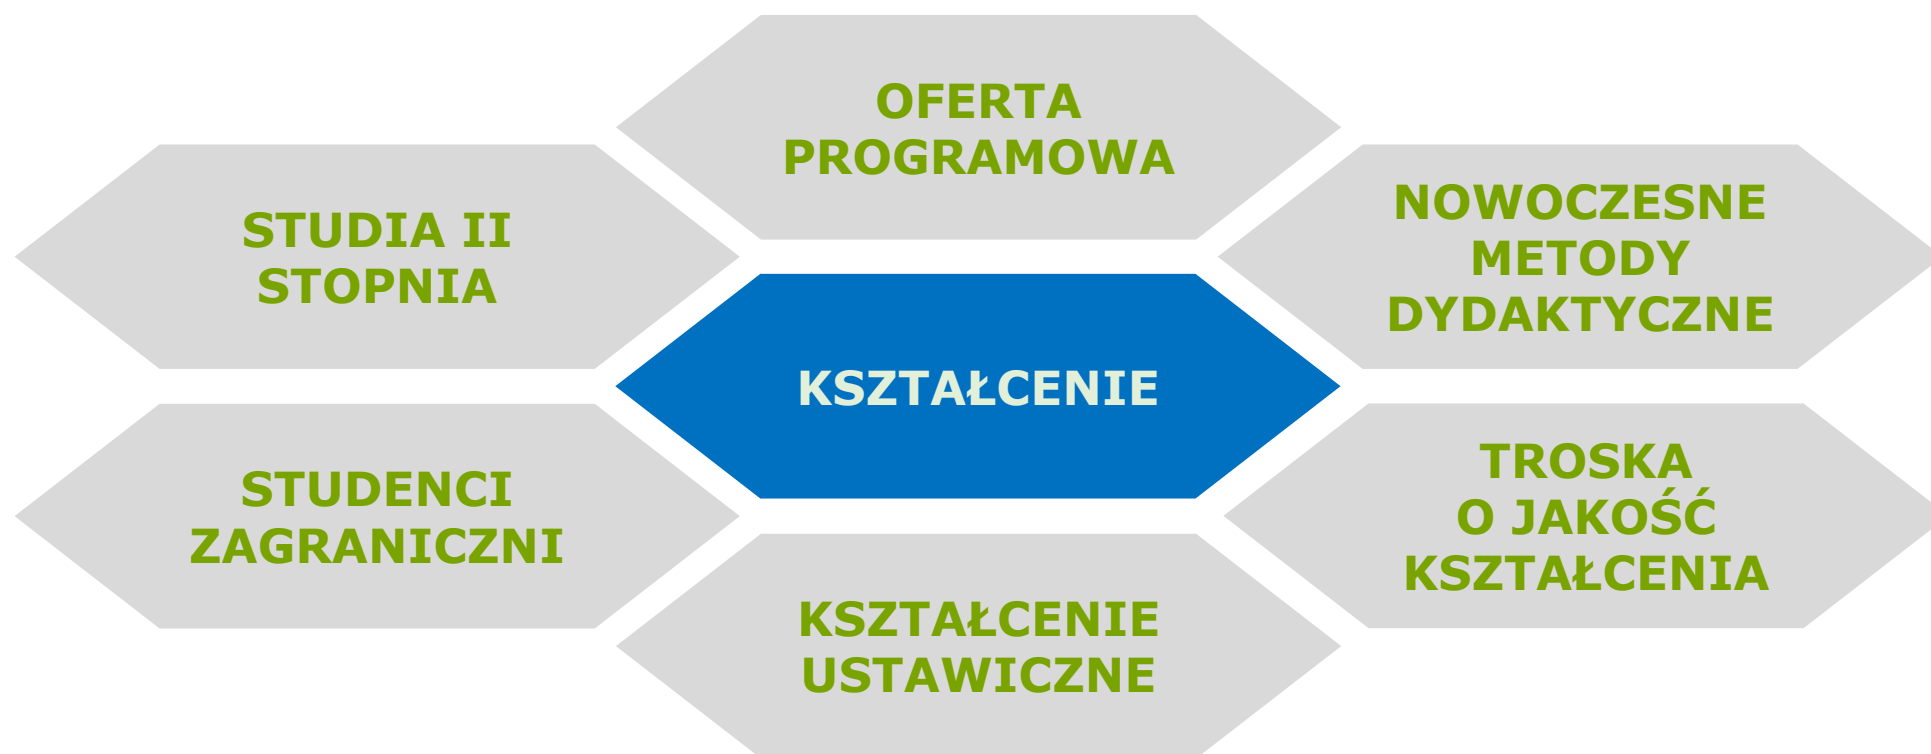 OFERTA
PROGRAMOWA
STUDIA II
STOPNIA
NOWOCZESNE
METODY
DYDAKTYCZNE
KSZTAŁCENIE
STUDENCI
ZAGRANICZNI
TROSKA
O JAKOŚĆ
KSZTAŁCENIA
KSZTAŁCENIE
USTAWICZNE